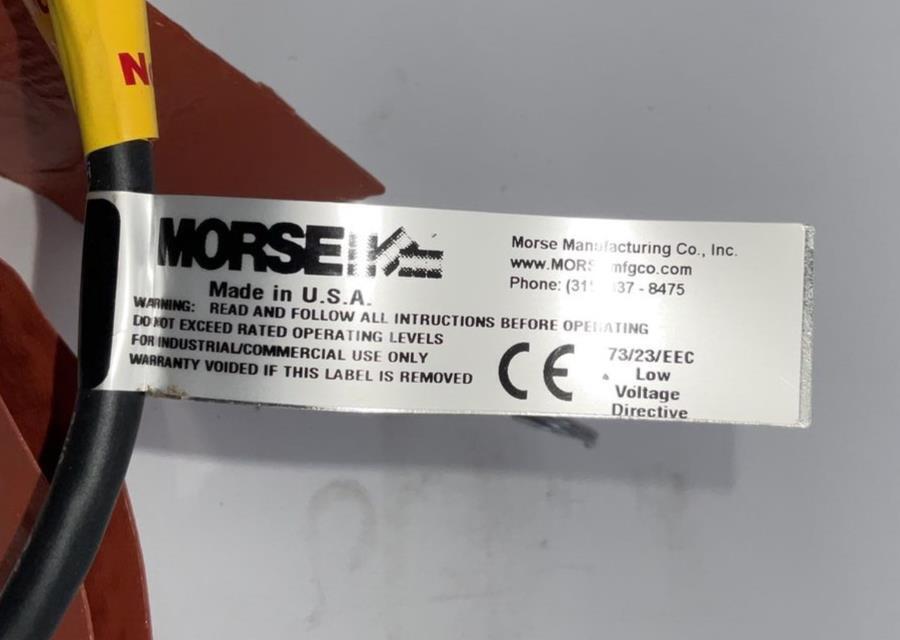 MORSE
Made in U.S.A.
WARNING: READ AND FOLLOW ALL INTRUCTIONS BEFORE OPERATING
DO NOT EXCEED RATED OPERATING LEVELS
FOR INDUSTRIAL/COMMERCIAL USE ONLY
WARRANTY VOIDED IF THIS LABEL IS REMOVED
Morse Manufacturing Co., Inc.
Phone:
- 8475
CE
73/23/EEC
Low
Voltage
Directive